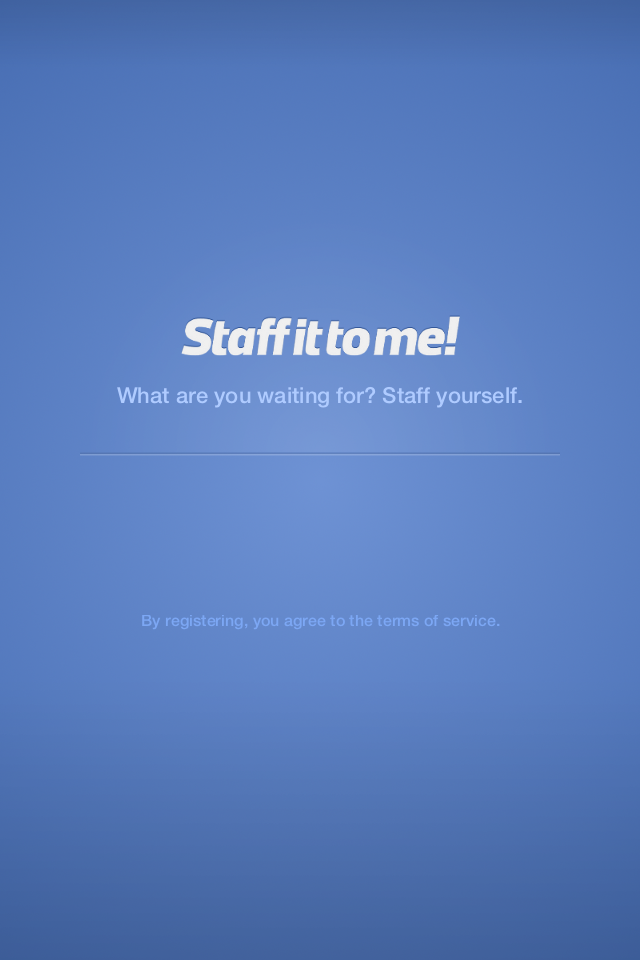 Staff it to me!
What are you waiting for? Staff yourself.
By registering, you agree to the terms of service.